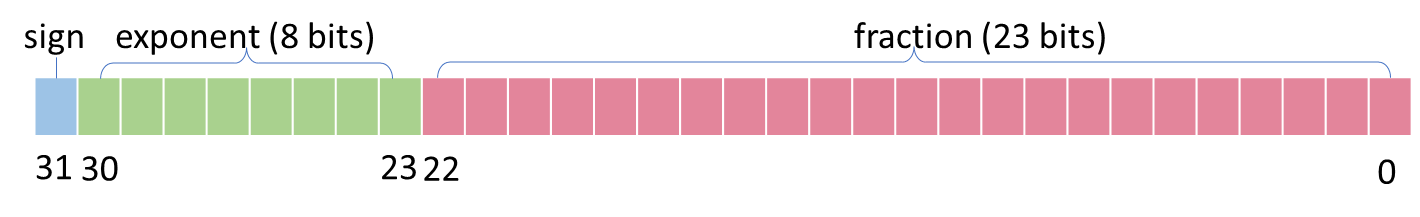 sign exponent (8 bits) fraction (23 bits)
31 30 23 22 0